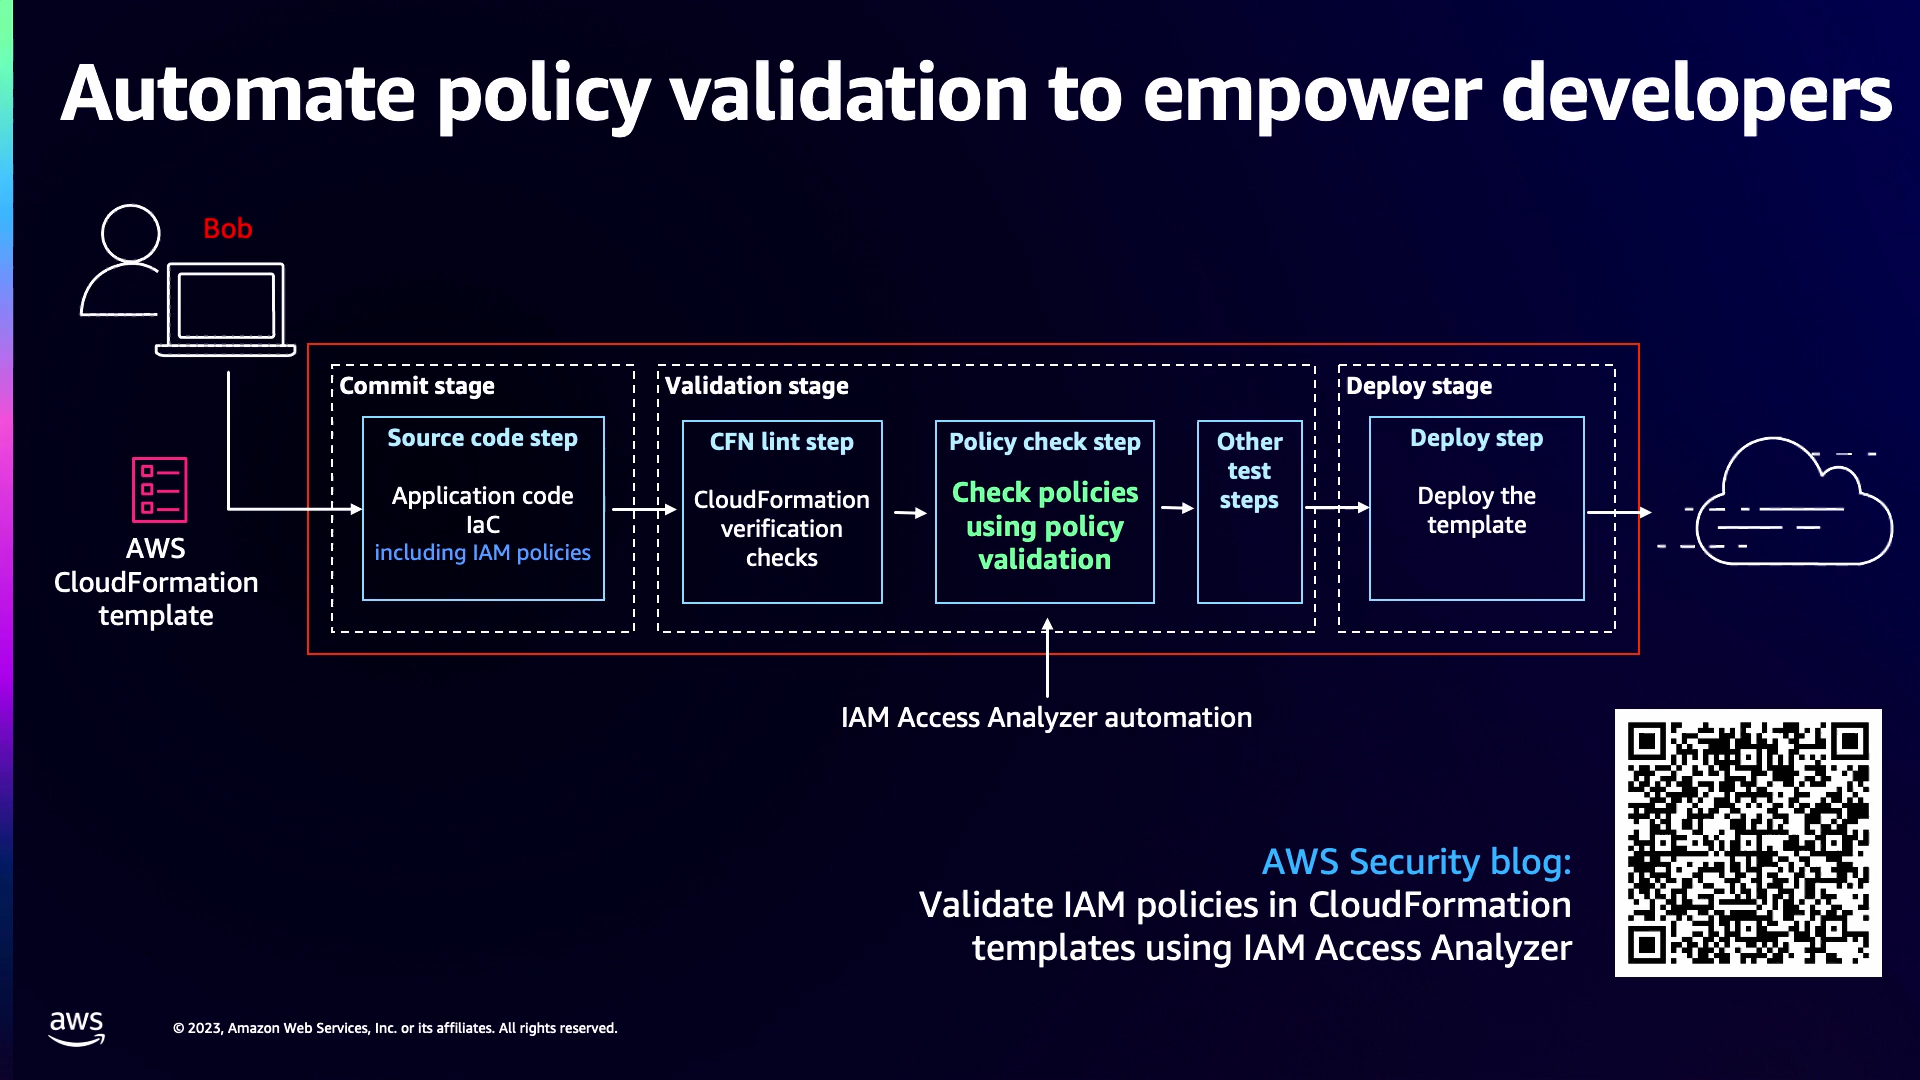 Automate policy validation to empower developers
Bob
AWS
CloudFormation
template
Commit stage
Source code step
Application code
IaC
including IAM policies
Validation stage
CFN lint step
CloudFormation
verification
checks
Policy check step
Check policies
using policy
validation
Other
test
steps
Deploy stage
Deploy step
Deploy the
template
IAM Access Analyzer automation
AWS Security blog:
Validate IAM policies in CloudFormation
templates using IAM Access Analyzer
aws
© 2023, Amazon Web Services, Inc. or its affiliates. All rights reserved.